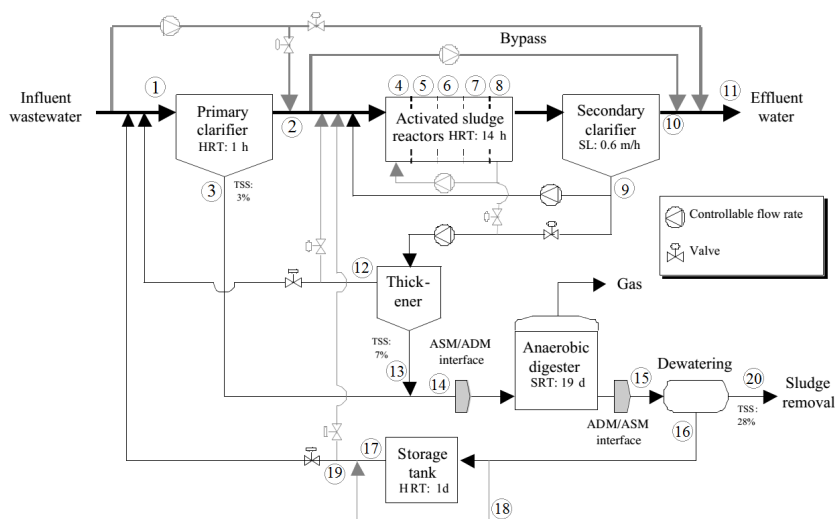 Bypass
Influent
wastewater
1
Primary
clarifier
HRT: 1 h
2
4
5
6
7
8
Activated sludge
reactors HRT: 14 h
Secondary
clarifier
SL: 0.6 m/h
10
11
Effluent
water
3
TSS:
3%
9
Controllable flow rate
Valve
12
Thick-
ener
Gas
TSS:
7%
13
ASM/ADM
interface
14
Anaerobic
digester
SRT: 19 d
15
ADM/ASM
interface
Dewatering
20
Sludge
removal
TSS:
28%
16
17
Storage
tank
HRT: 1d
19
18